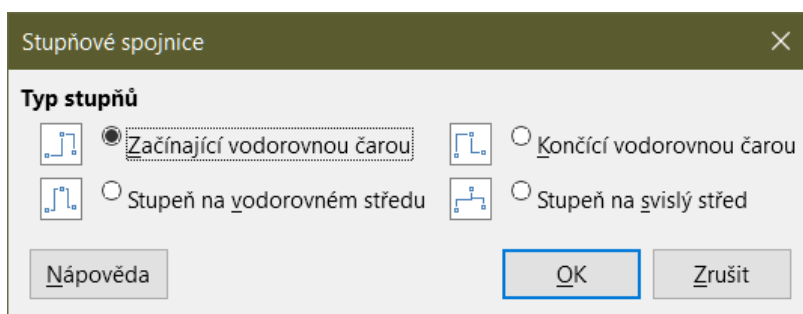 Stupňové spojnice
Typ stupňů
Začínající vodorovnou čarou
Končící vodorovnou čarou
Stupeň na vodorovném středu
Stupeň na svislý střed
Nápověda
OK
Zrušit